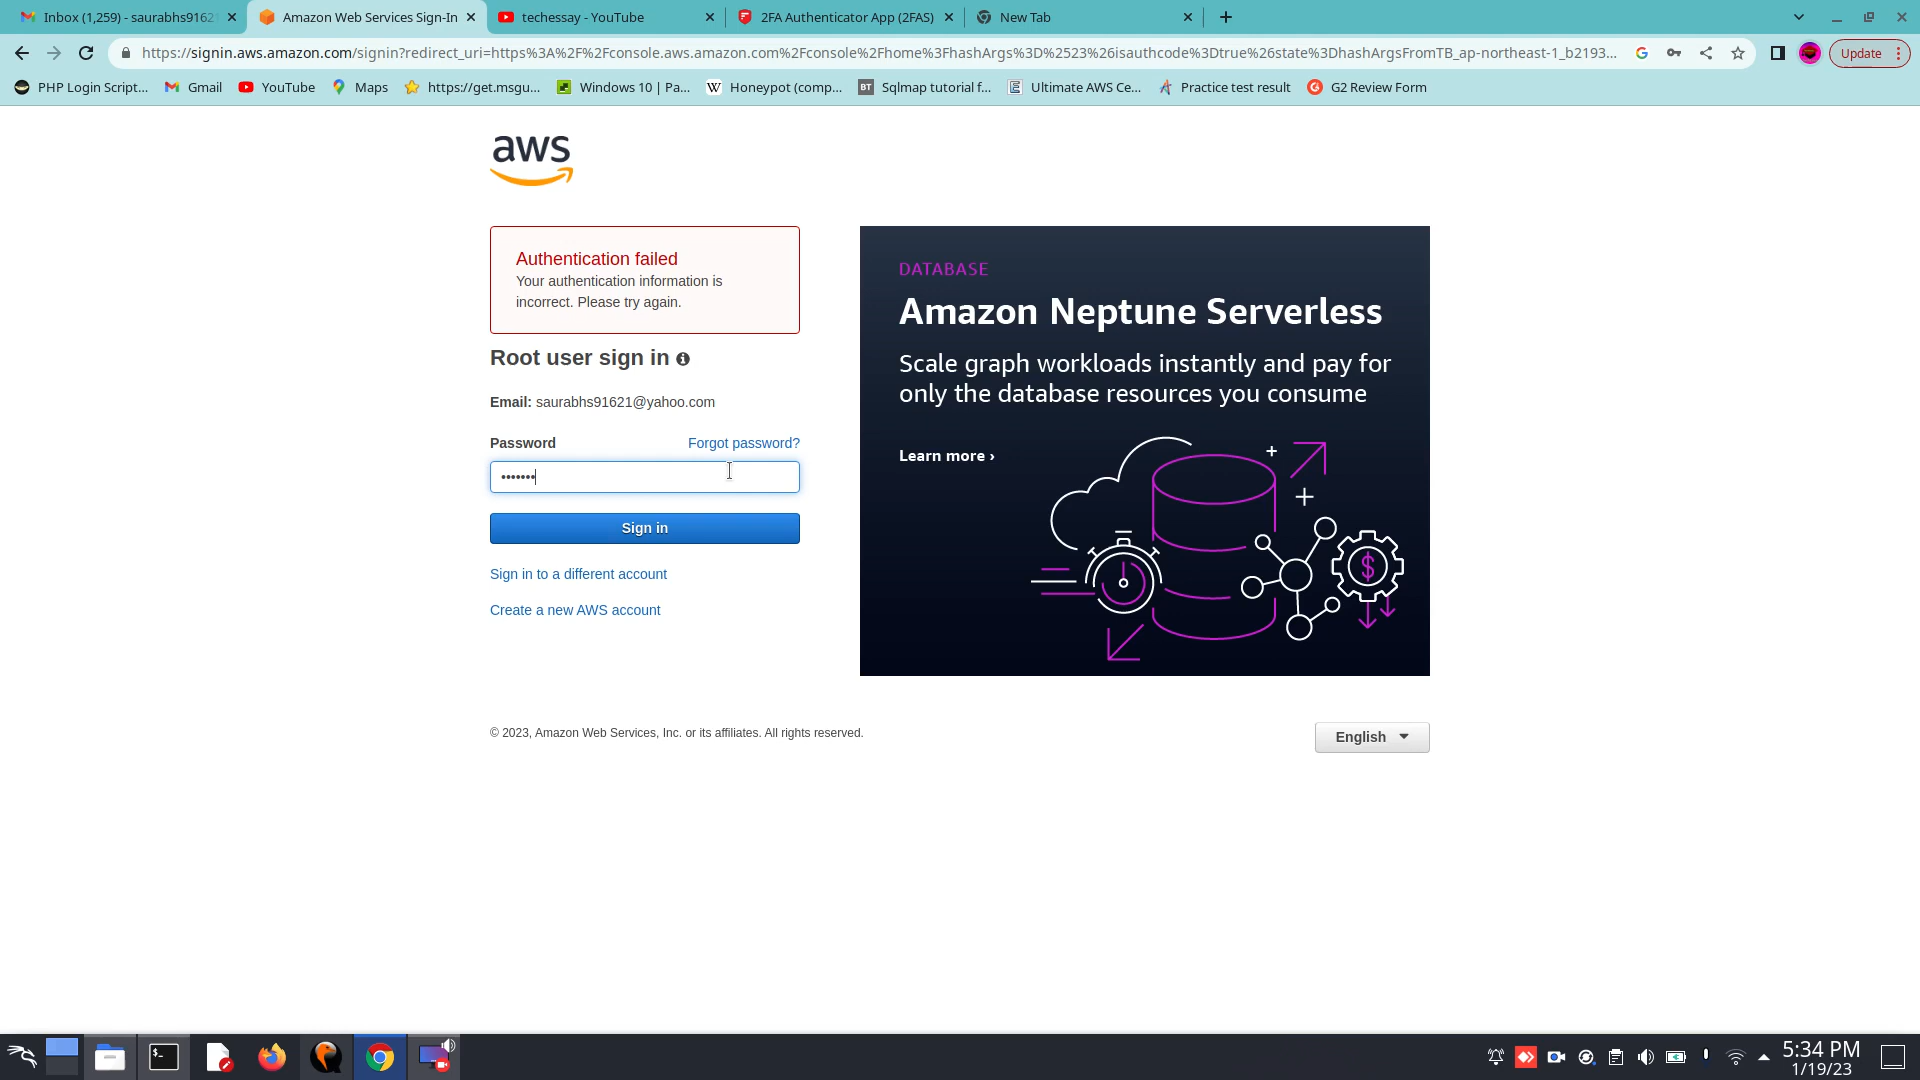 Inbox (1,259) - saurabhs9162
Amazon Web Services Sign-In
techessay - YouTube
2FA Authenticator App (2FAS)
New Tab
https://signin.aws.amazon.com/signin?redirect_uri=https%3A%2F%2Fconsole.aws.amazon.com%2Fconsole%2Fhome%3FhashArgs%3D%2523%26isauthcode%3Dtrue%26state%3DhashArgsFromTB_ap-northeast-1_b2193...
Update
PHP Login Script...
Gmail
YouTube
Maps
https://get.msgu...
Windows 10 | Pa...
W Honeypot (comp...
BT Sqlmap tutorial f...
Ultimate AWS Ce...
Practice test result
G2 Review Form
aws
Authentication failed
Your authentication information is
incorrect. Please try again.
Root user sign in
Email: saurabhs91621@yahoo.com
Password
Forgot password?
•••••••
Sign in
Sign in to a different account
Create a new AWS account
DATABASE
Amazon Neptune Serverless
Scale graph workloads instantly and pay for
only the database resources you consume
Learn more ›
$
© 2023, Amazon Web Services, Inc. or its affiliates. All rights reserved.
English
5:34 PM
1/19/23